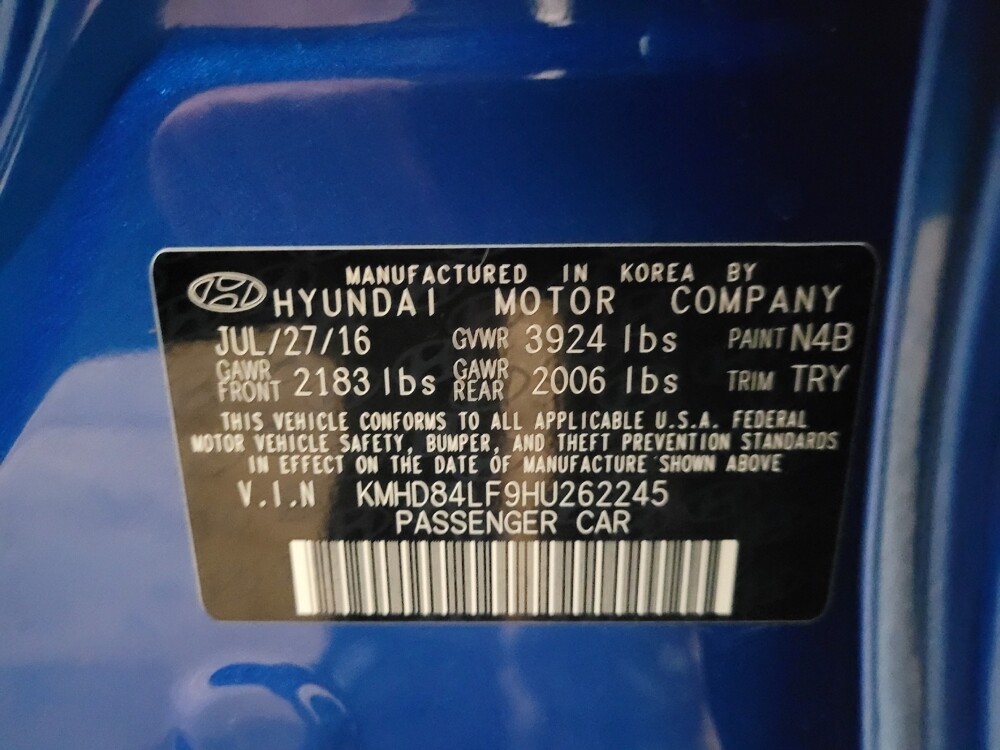 MANUFACTURED IN KOREA BY
HYUNDAI MOTOR COMPANY
JUL/27/16 GVWR 3924 lbs PAINT N4B
GAWR FRONT 2183 lbs GAWR REAR 2006 lbs TRIM TRY
THIS VEHICLE CONFORMS TO ALL APPLICABLE U.S.A. FEDERAL
MOTOR VEHICLE SAFETY, BUMPER, AND THEFT PREVENTION STANDARDS
IN EFFECT ON THE DATE OF MANUFACTURE SHOWN ABOVE
V.I.N KMHD84LF9HU262245
PASSENGER CAR